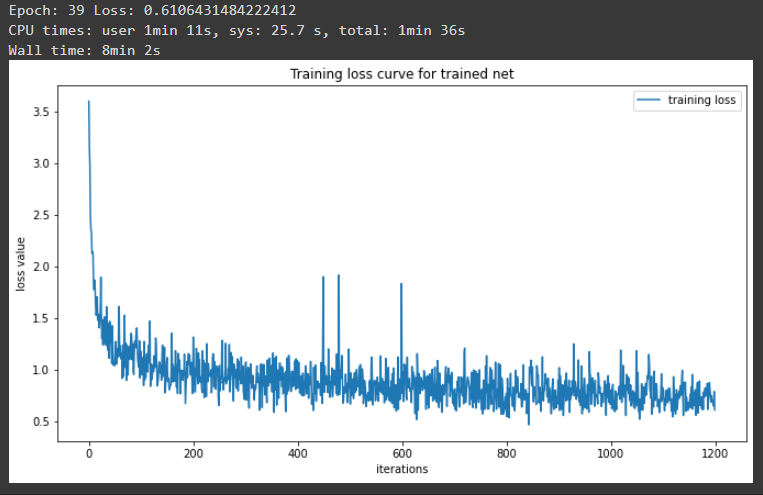 Epoch: 39 Loss: 0.6106431484222412
CPU times: user 1min 11s, sys: 25.7 s, total: 1min 36s
Wall time: 8min 2s
Training loss curve for trained net
training loss
3.5
3.0
2.5
2.0
1.5
1.0
0.5
loss value
0 200 400 600 800 1000 1200
iterations